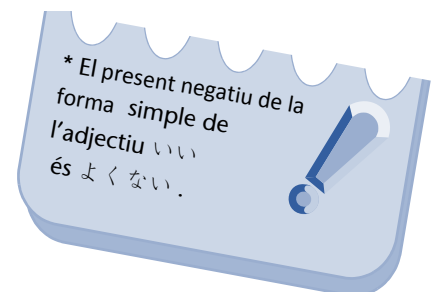 * El present negatiu de la
forma simple de
l'adjectiu いい
és よくない.